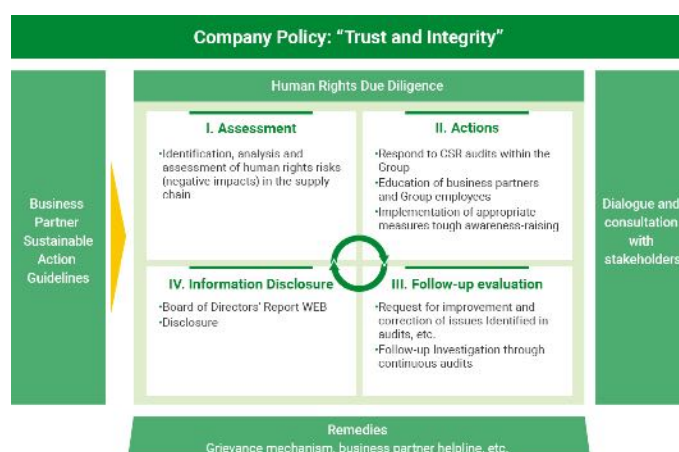 Company Policy: “Trust and Integrity”
Business
Partner
Sustainable
Action
Guidelines
Human Rights Due Diligence
I. Assessment
•Identification, analysis and
assessment of human rights risks
(negative impacts) in the supply
chain
II. Actions
•Respond to CSR audits within the
Group
•Education of business partners
and Group employees
•Implementation of appropriate
measures tough awareness-raising
IV. Information Disclosure
•Board of Directors' Report WEB
•Disclosure
III. Follow-up evaluation
•Request for improvement and
correction of issues Identified in
audits, etc.
•Follow-up Investigation through
continuous audits
Dialogue and
consultation
with
stakeholders
Remedies
Grievance mechanism, business partner helpline, etc.